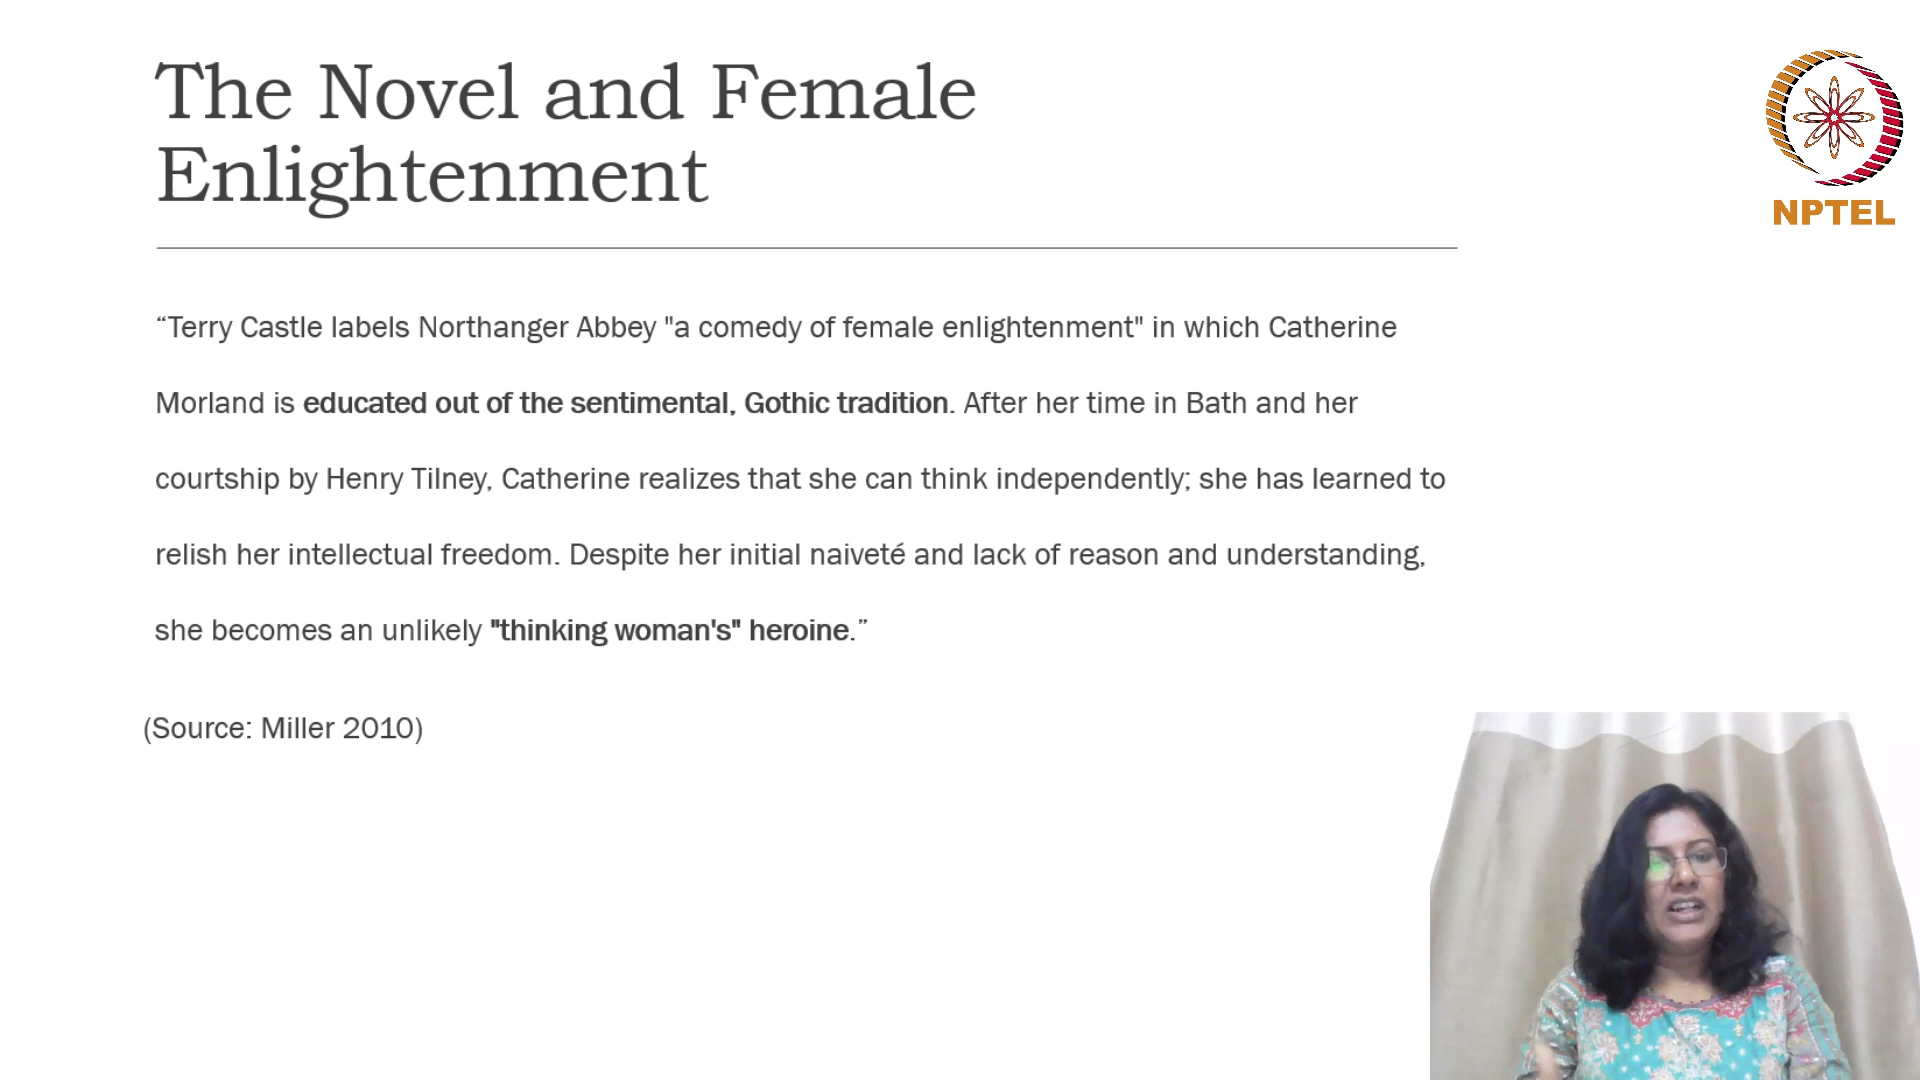 The Novel and Female
Enlightenment
NPTEL
“Terry Castle labels Northanger Abbey "a comedy of female enlightenment" in which Catherine
Morland is educated out of the sentimental, Gothic tradition. After her time in Bath and her
courtship by Henry Tilney, Catherine realizes that she can think independently; she has learned to
relish her intellectual freedom. Despite her initial naiveté and lack of reason and understanding,
she becomes an unlikely "thinking woman's" heroine.”
(Source: Miller 2010)